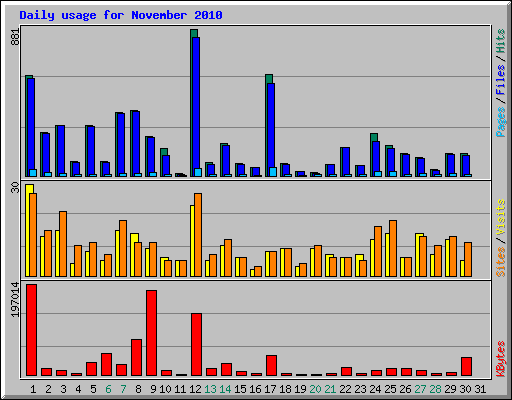 Daily usage for November 2010
881
Pages / Files / Hits
30
Sites / Visits
197014
KBytes
1 2 3 4 5 6 7 8 9 10 11 12 13 14 15 16 17 18 19 20 21 22 23 24 25 26 27 28 29 30 31